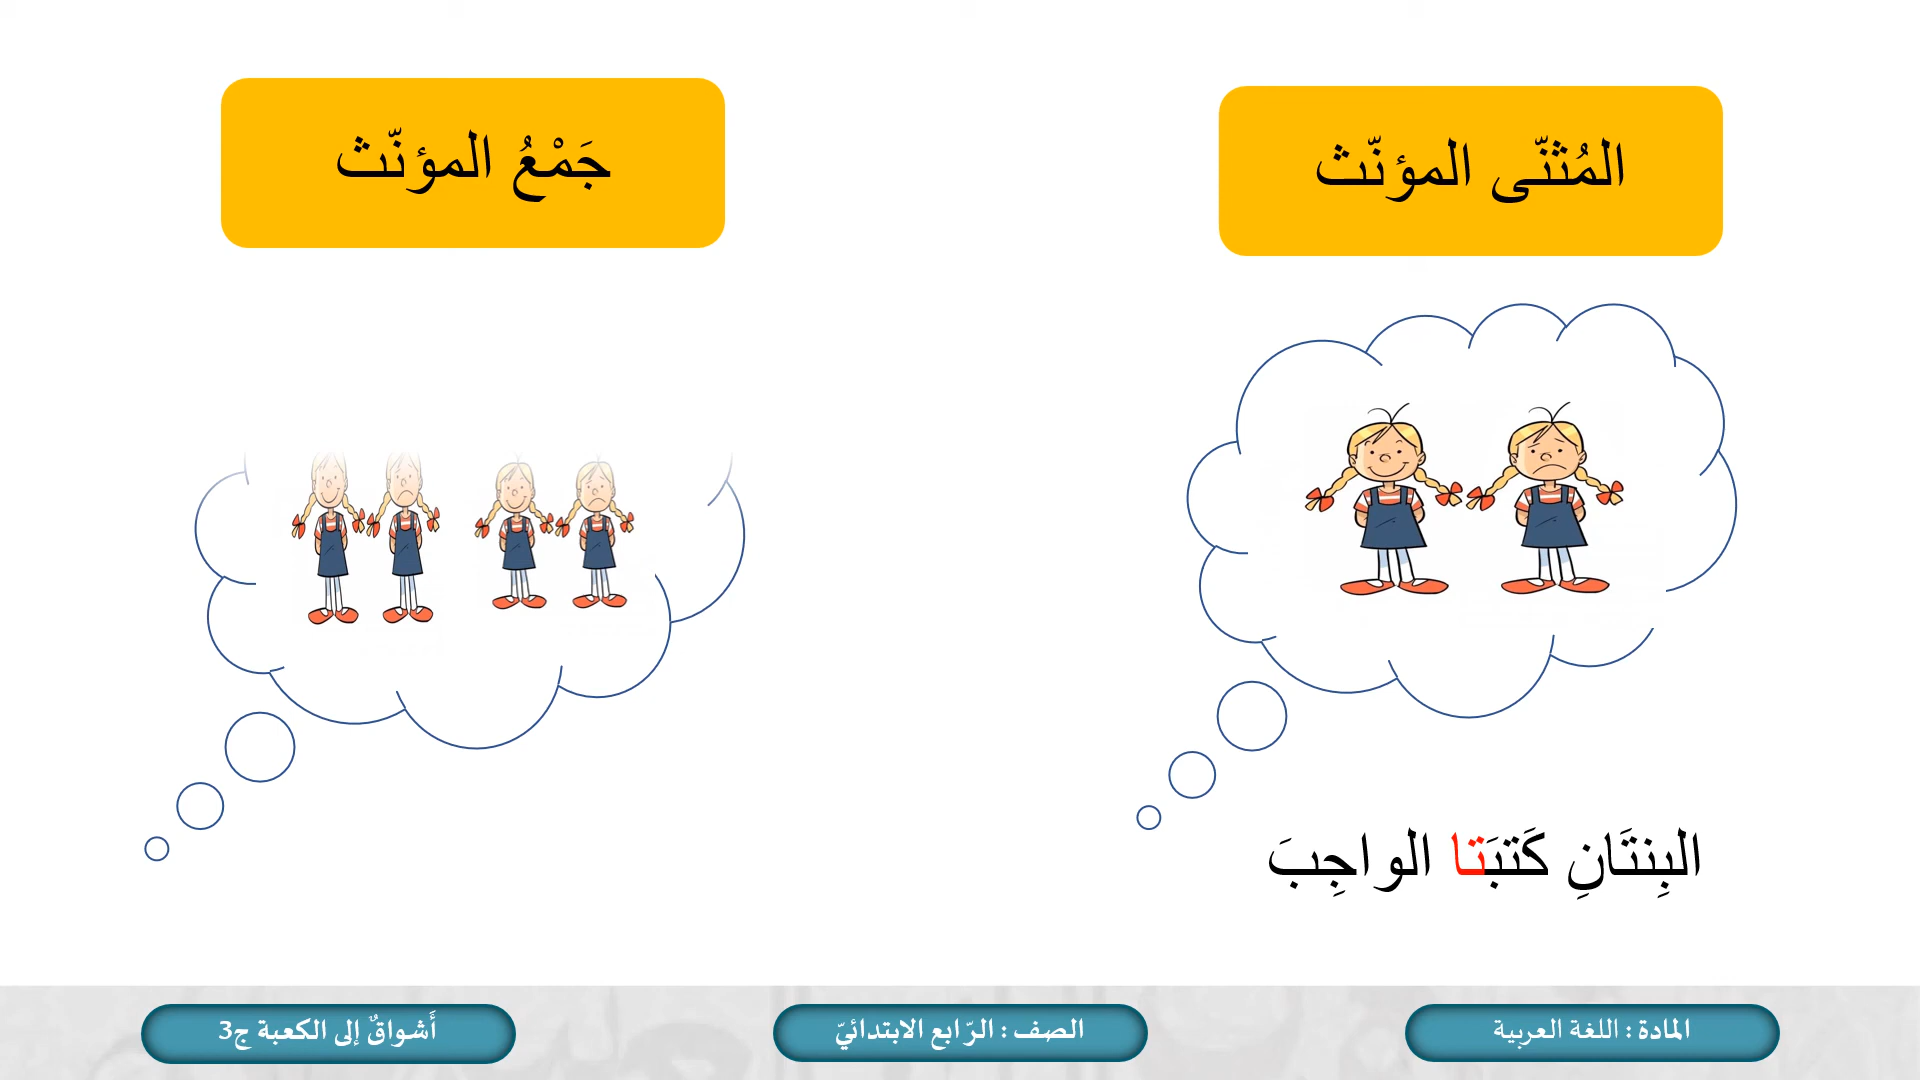 المُثنّى المؤنّث
جَمْعُ المؤنّث
البِنتَانِ كَتبَتا الواجِبَ
المادة : اللغة العربية
الصف : الرّابع الابتدائيّ
أَشواقٌ إلى الكعبة ج3